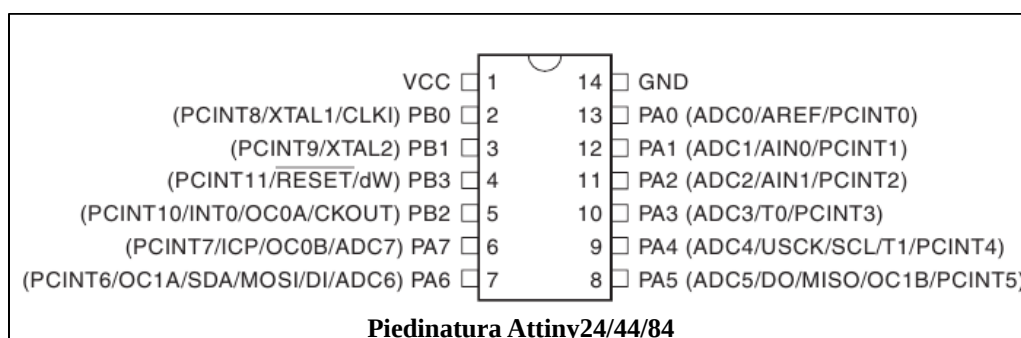 VCC 1 14 GND
(PCINT8/XTAL1/CLKI) PB0 2 13 PA0 (ADC0/AREF/PCINT0)
(PCINT9/XTAL2) PB1 3 12 PA1 (ADC1/AIN0/PCINT1)
(PCINT11/RESET/dW) PB3 4 11 PA2 (ADC2/AIN1/PCINT2)
(PCINT10/INT0/OC0A/CKOUT) PB2 5 10 PA3 (ADC3/T0/PCINT3)
(PCINT7/ICP/OC0B/ADC7) PA7 6 9 PA4 (ADC4/USCK/SCL/T1/PCINT4)
(PCINT6/OC1A/SDA/MOSI/DI/ADC6) PA6 7 8 PA5 (ADC5/DO/MISO/OC1B/PCINT5)
Piedinatura Attiny24/44/84